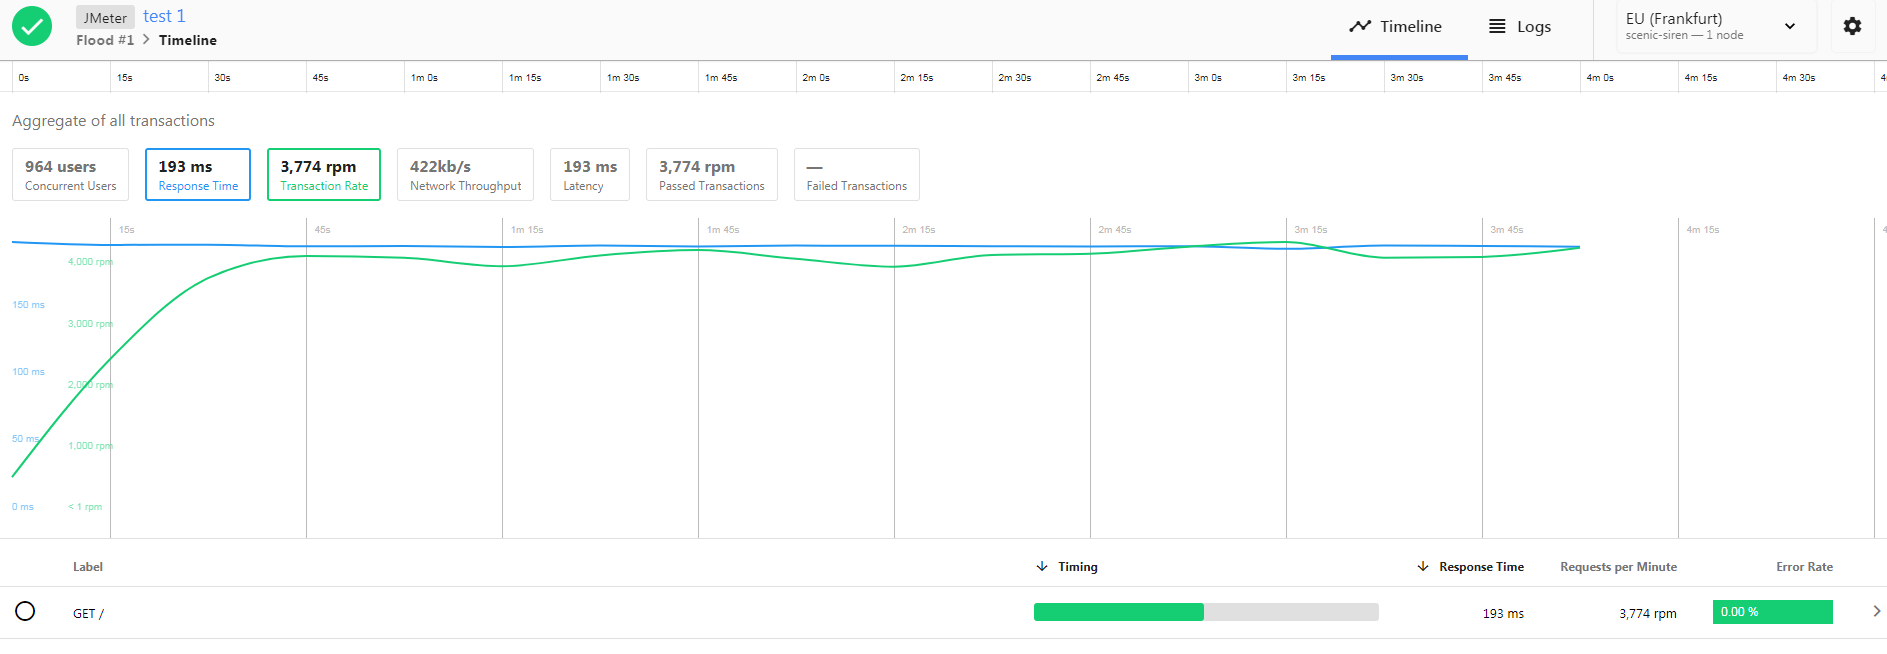 JMeter test 1
Flood #1 > Timeline
Timeline
Logs
EU (Frankfurt)
scenic-siren — 1 node
0s 15s 30s 45s 1m 0s 1m 15s 1m 30s 1m 45s 2m 0s 2m 15s 2m 30s 2m 45s 3m 0s 3m 15s 3m 30s 3m 45s 4m 0s 4m 15s 4m 30s
Aggregate of all transactions
964 users
Concurrent Users
193 ms
Response Time
3,774 rpm
Transaction Rate
422kb/s
Network Throughput
193 ms
Latency
3,774 rpm
Passed Transactions
—
Failed Transactions
15s 45s 1m 15s 1m 45s 2m 15s 2m 45s 3m 15s 3m 45s 4m 15s
4,000 rpm
150 ms
3,000 rpm
100 ms
2,000 rpm
50 ms
1,000 rpm
0 ms < 1 rpm
Label Timing Response Time Requests per Minute Error Rate
GET / 193 ms 3,774 rpm 0.00 %